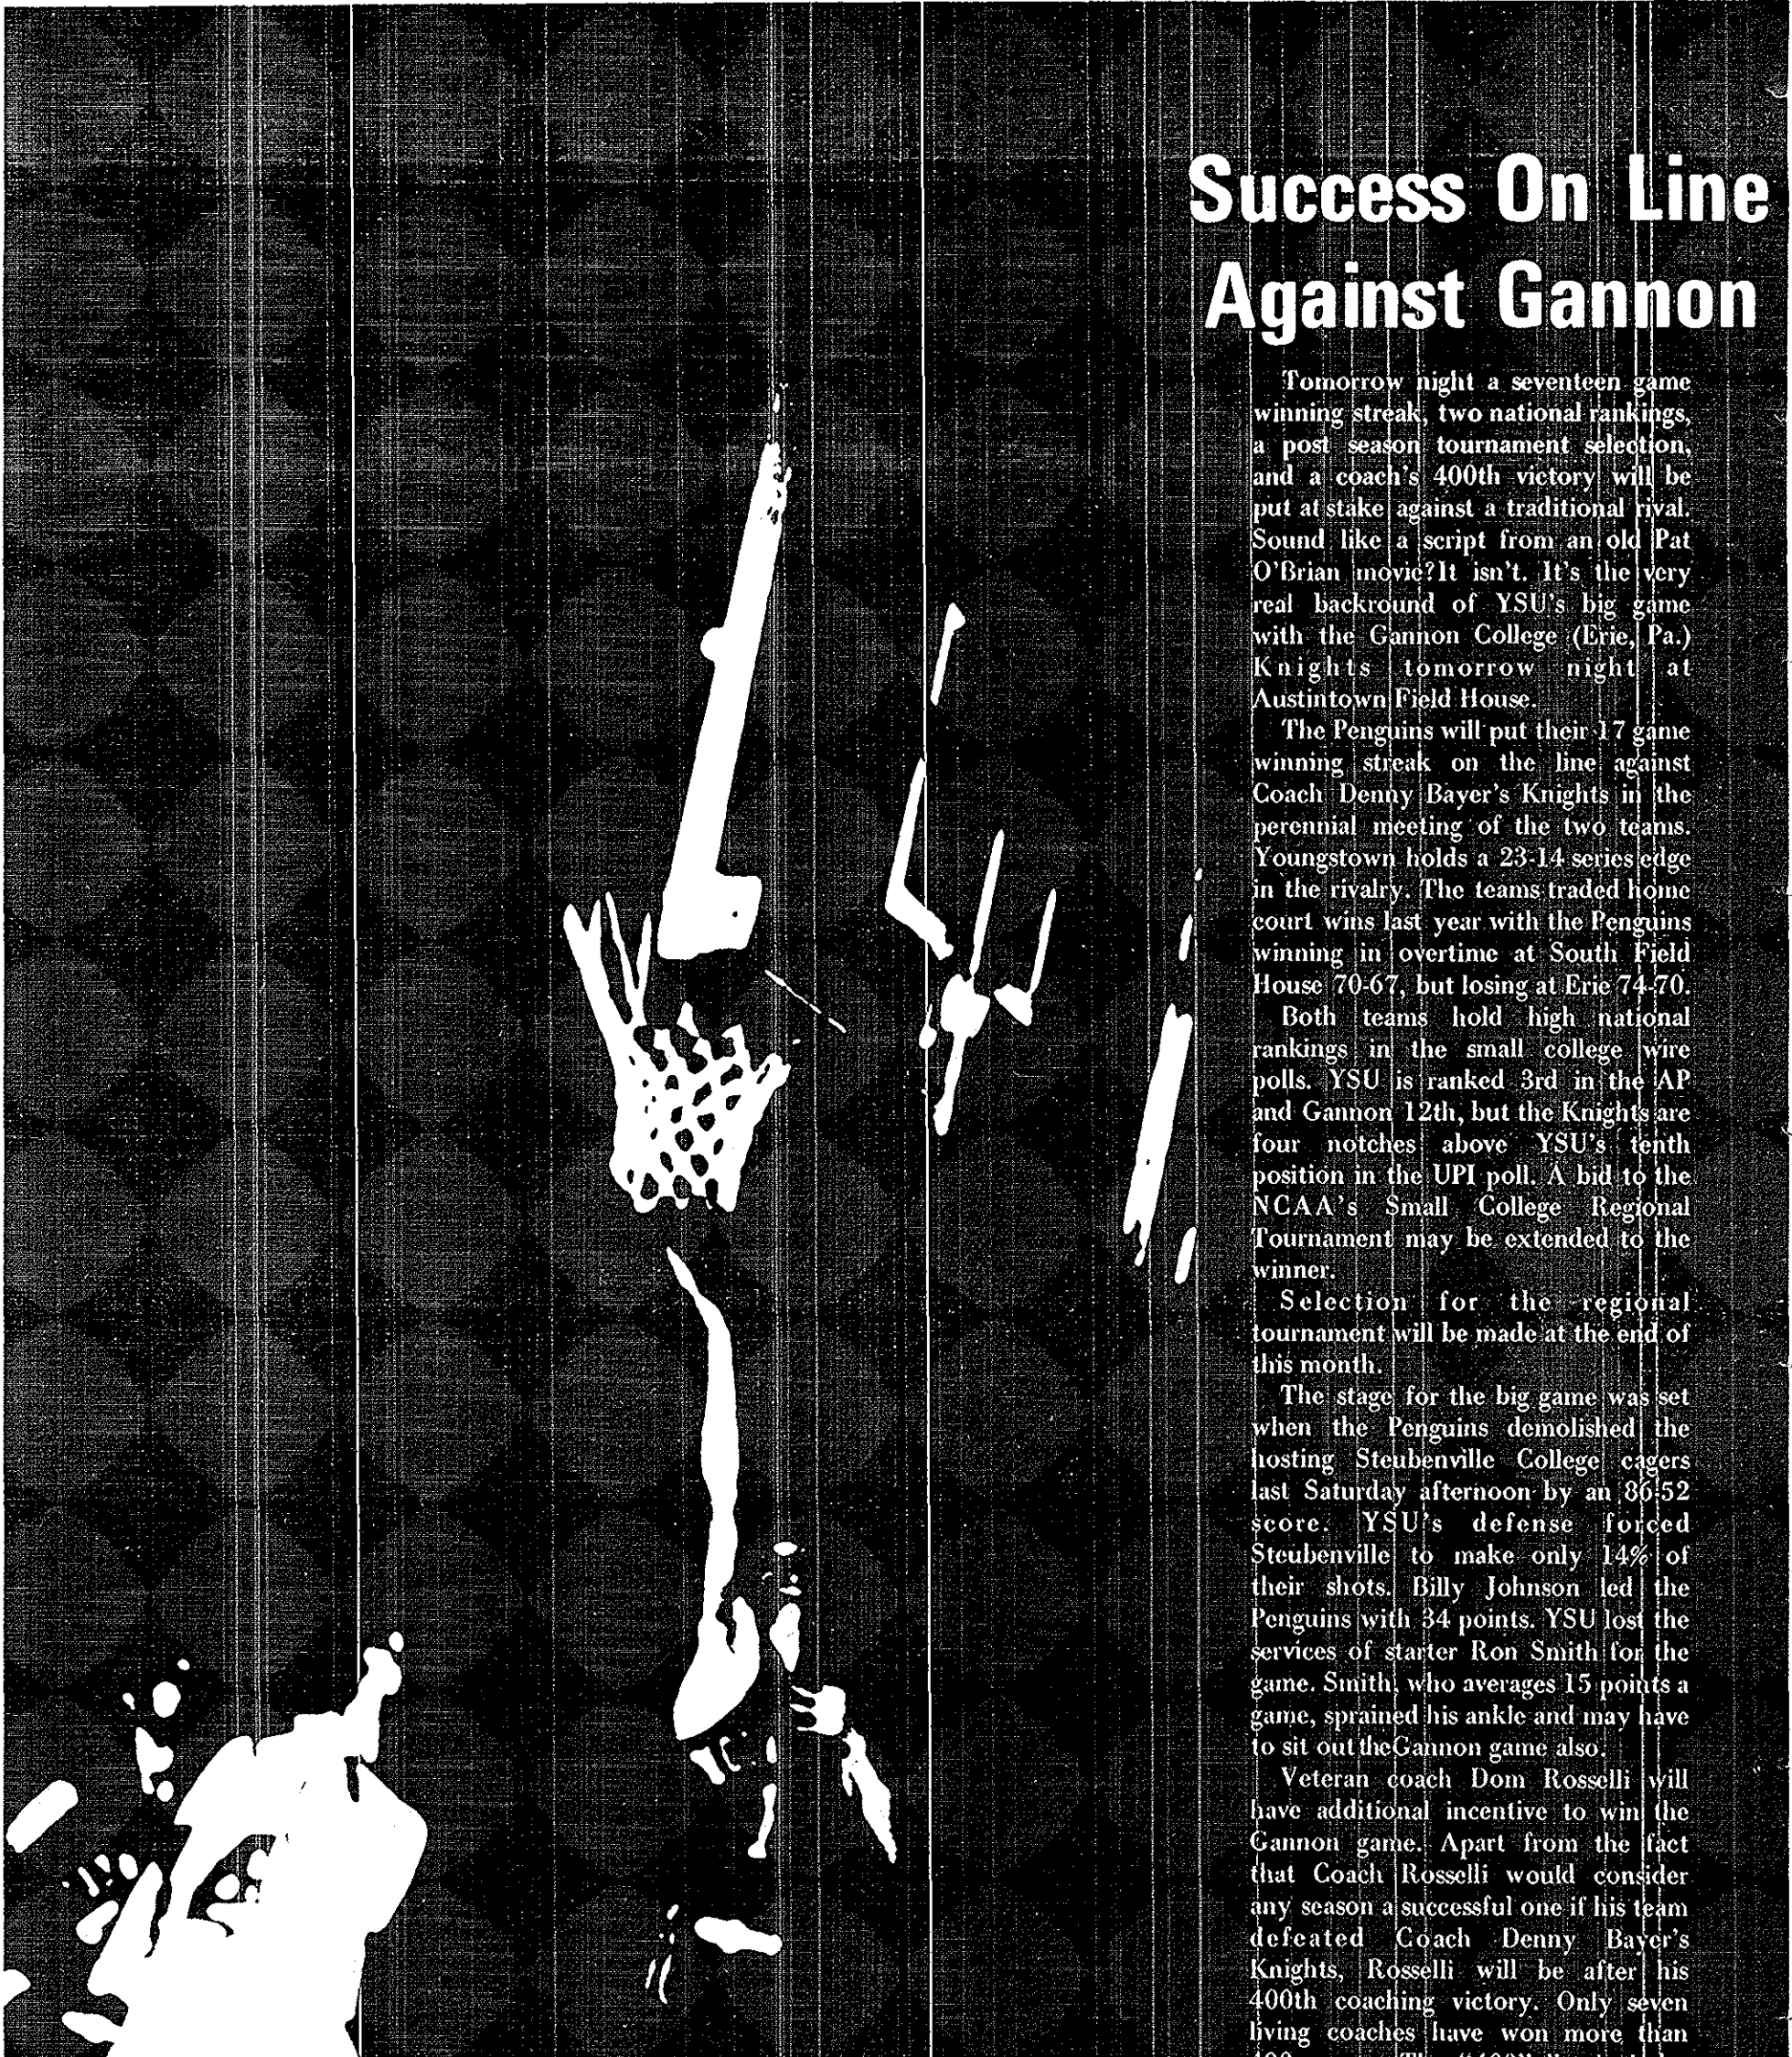 Success On Line
Against Gannon
Tomorrow night a seventeen game
winning streak, two national rankings,
a post season tournament selection,
and a coach's 400th victory will be
put at stake against a traditional rival.
Sound like a script from an old Pat
O'Brian movie?It isn't. It's the very
real backround of YSU's big game
with the Gannon College (Erie, Pa.)
Knights tomorrow night at
Austintown Field House.
The Penguins will put their 17 game
winning streak on the line against
Coach Denny Bayer's Knights in the
perennial meeting of the two teams.
Youngstown holds a 23-14 series edge
in the rivalry. The teams traded home
court wins last year with the Penguins
winning in overtime at South Field
House 70-67, but losing at Erie 74-70.
Both teams hold high national
rankings in the small college wire
polls. YSU is ranked 3rd in the AP
and Gannon 12th, but the Knights are
four notches above YSU's tenth
position in the UPI poll. A bid to the
NCAA's Small College Regional
Tournament may be extended to the
winner.
Selection for the regional
tournament will be made at the end of
this month.
The stage for the big game was set
when the Penguins demolished the
hosting Steubenville College cagers
last Saturday afternoon by an 86-52
score. YSU's defense forced
Steubenville to make only 14% of
their shots. Billy Johnson led the
Penguins with 34 points. YSU lost the
services of starter Ron Smith for the
game. Smith, who averages 15 points a
game, sprained his ankle and may have
to sit out the Gannon game also.
Veteran coach Dom Rosselli will
have additional incentive to win the
Gannon game. Apart from the fact
that Coach Rosselli would consider
any season a successful one if his team
defeated Coach Denny Bayer's
Knights, Rosselli will be after his
400th coaching victory. Only seven
living coaches have won more than